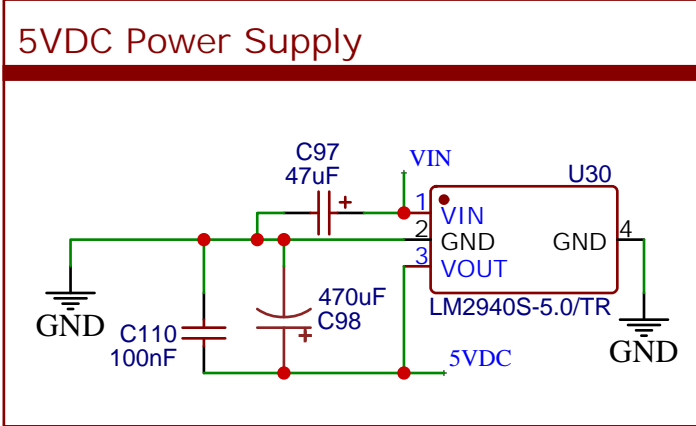 5VDC Power Supply
C97
47uF
+
VIN
U30
1
VIN
2
GND
GND
4
3
VOUT
LM2940S-5.0/TR
GND
C110
100nF
470uF
C98
+
5VDC
GND